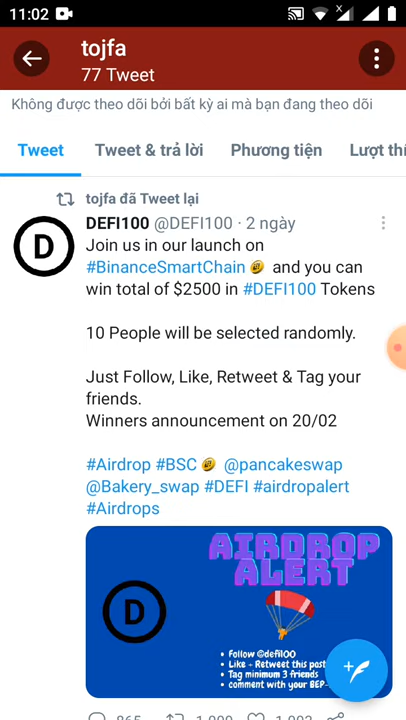 11:02
tojfa
77 Tweet
Không được theo dõi bởi bất kỳ ai mà bạn đang theo dõi
Tweet Tweet & trả lời Phương tiện Lượt thí
tojfa đã Tweet lại
DEFI100 @DEFI100 · 2 ngày
D
Join us in our launch on
#BinanceSmartChain and you can
win total of $2500 in #DEFI100 Tokens
10 People will be selected randomly.
Just Follow, Like, Retweet & Tag your
friends.
Winners announcement on 20/02
#Airdrop #BSC @pancakeswap
@Bakery_swap #DEFI #airdropalert
#Airdrops
AIRDROP
ALERT
D
• Follow @defi100
• Like + Retweet this post
• Tag minimum 3 friends
• comment with your BEP-